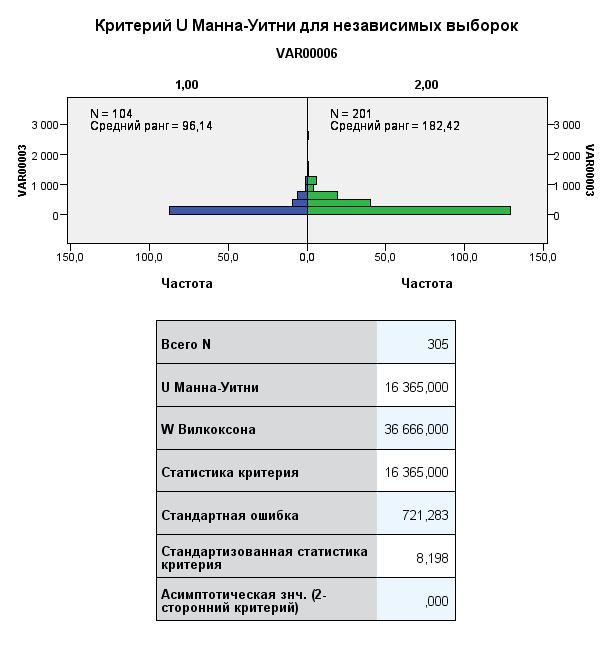 Критерий U Манна-Уитни для независимых выборок
VAR00006
1,00
2,00
N = 104
Средний ранг = 96,14
N = 201
Средний ранг = 182,42
VAR00003
3 000
2 000
1 000
0
3 000
2 000
1 000
0
VAR00003
150,0
100,0
50,0
0,0
0,0
50,0
100,0
150,0
Частота
Частота
Всего N
305
U Манна-Уитни
16 365,000
W Вилкоксона
36 666,000
Статистика критерия
16 365,000
Стандартная ошибка
721,283
Стандартизованная статистика
критерия
8,198
Асимптотическая знч. (2-
сторонний критерий)
,000